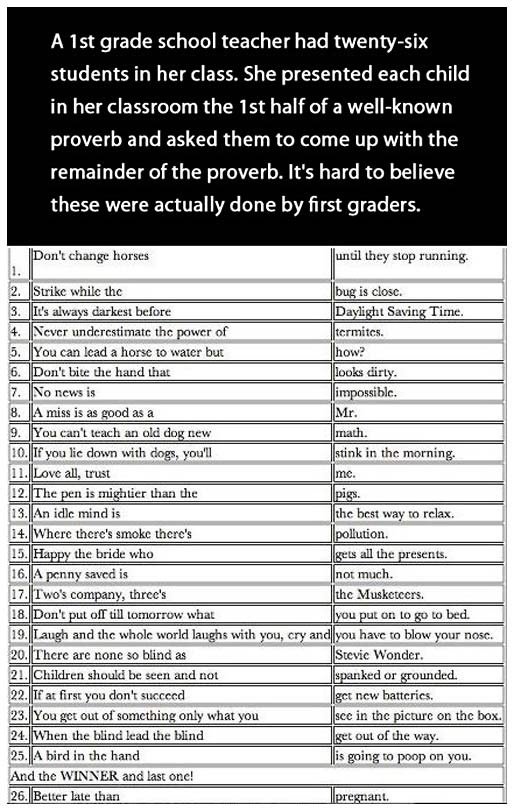 A 1st grade school teacher had twenty-six
students in her class. She presented each child
in her classroom the 1st half of a well-known
proverb and asked them to come up with the
remainder of the proverb. It's hard to believe
these were actually done by first graders.
1. Don't change horses until they stop running.
2. Strike while the bug is close.
3. It's always darkest before Daylight Saving Time.
4. Never underestimate the power of termites.
5. You can lead a horse to water but how?
6. Don't bite the hand that looks dirty.
7. No news is impossible.
8. A miss is as good as a Mr.
9. You can't teach an old dog new math.
10. If you lie down with dogs, you'll stink in the morning.
11. Love all, trust me.
12. The pen is mightier than the pigs.
13. An idle mind is the best way to relax.
14. Where there's smoke there's pollution.
15. Happy the bride who gets all the presents.
16. A penny saved is not much.
17. Two's company, three's the Musketeers.
18. Don't put off till tomorrow what you put on to go to bed.
19. Laugh and the whole world laughs with you, cry and you have to blow your nose.
20. There are none so blind as Stevie Wonder.
21. Children should be seen and not spanked or grounded.
22. If at first you don't succeed get new batteries.
23. You get out of something only what you see in the picture on the box.
24. When the blind lead the blind get out of the way.
25. A bird in the hand is going to poop on you.
And the WINNER and last one!
26. Better late than pregnant.